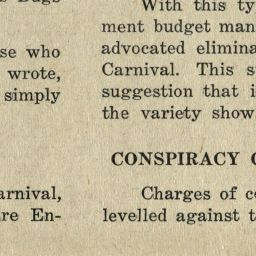 se who
wrote,
simply
arnival,
re En-
With this ty
ment budget man
advocated elimina
Carnival. This s
suggestion that i
the variety show
CONSPIRACY
Charges of c
levelled against t